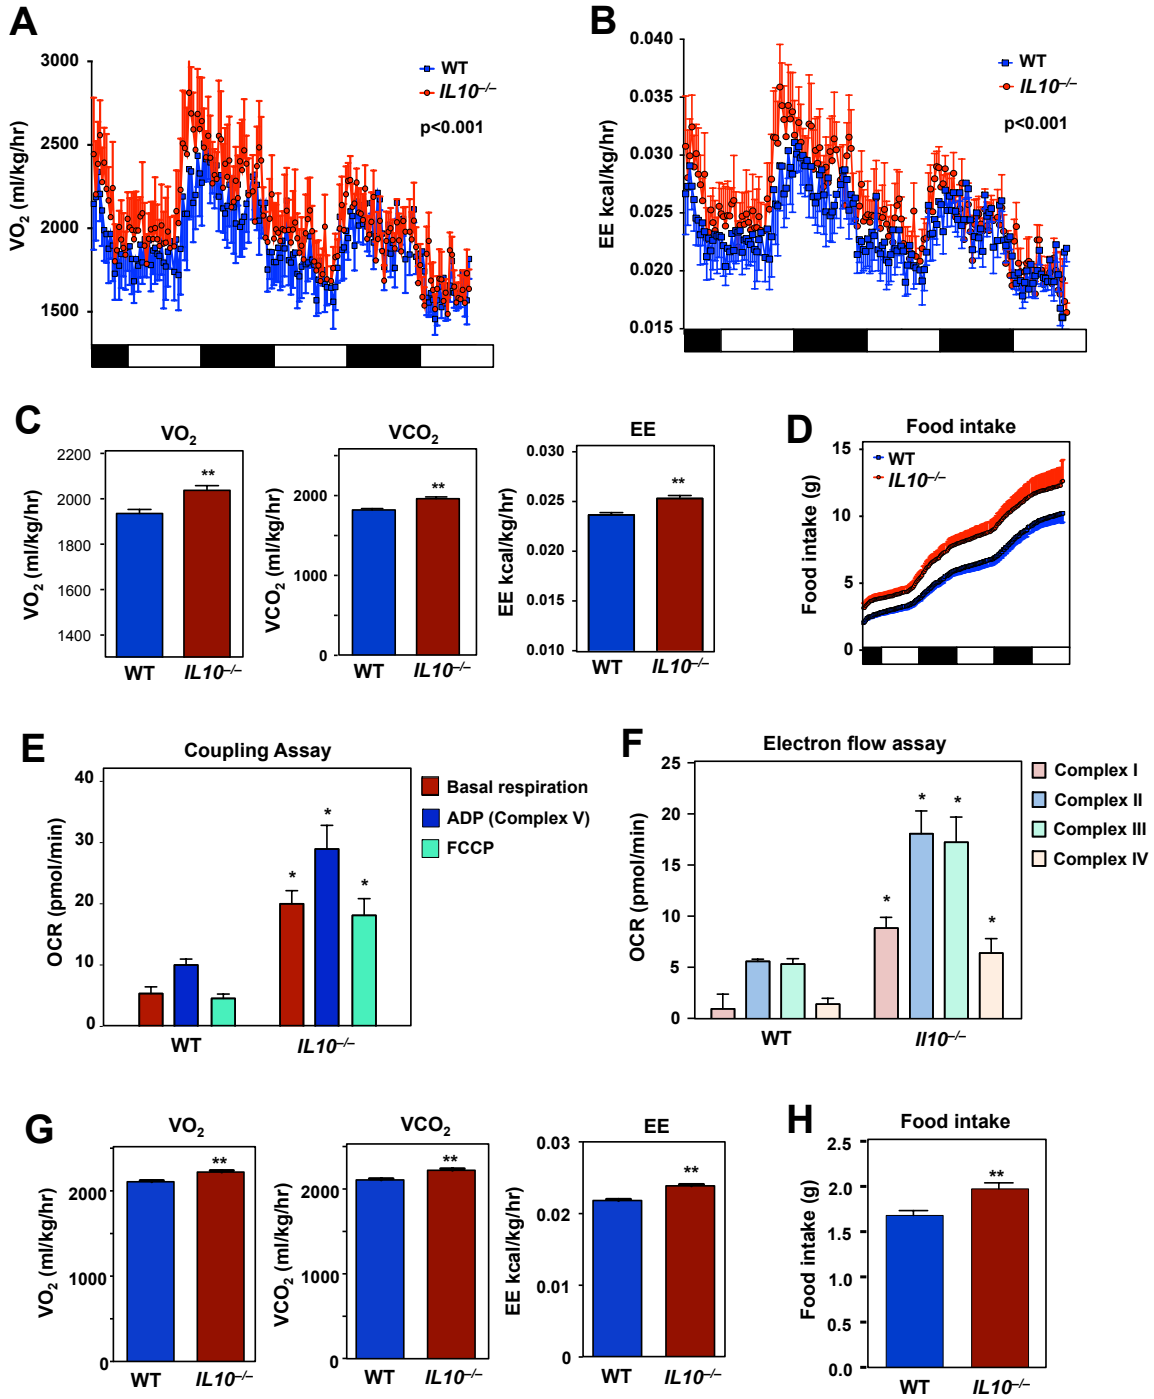 A
VO2 (ml/kg/hr)
3000
2500
2000
1500
WT
IL10–/–
p<0.001
B
EE kcal/kg/hr)
0.040
0.035
0.030
0.025
0.020
0.015
WT
IL10–/–
p<0.001
C
VO2
VO2 (ml/kg/hr)
2200
2000
1800
1600
1400
**
WT
IL10–/–
VCO2
VCO2 (ml/kg/hr)
2000
1000
0
**
WT
IL10–/–
EE
EE kcal/kg/hr)
0.030
0.025
0.020
0.015
0.010
**
WT
IL10–/–
D
Food intake
Food intake (g)
15
10
5
0
WT
IL10–/–
E
Coupling Assay
OCR (pmol/min)
40
30
20
10
0
*
*
*
WT
IL10–/–
Basal respiration
ADP (Complex V)
FCCP
F
Electron flow assay
OCR (pmol/min)
25
20
15
10
5
0
*
*
*
*
WT
Il10–/–
Complex I
Complex II
Complex III
Complex IV
G
VO2
VO2 (ml/kg/hr)
2000
1000
0
**
WT
IL10–/–
VCO2
VCO2 (ml/kg/hr)
2000
1000
0
**
WT
IL10–/–
EE
EE kcal/kg/hr)
0.03
0.02
0.01
0
**
WT
IL10–/–
H
Food intake
Food intake (g)
2.5
2.0
1.5
1.0
0.5
0.0
**
WT
IL10–/–